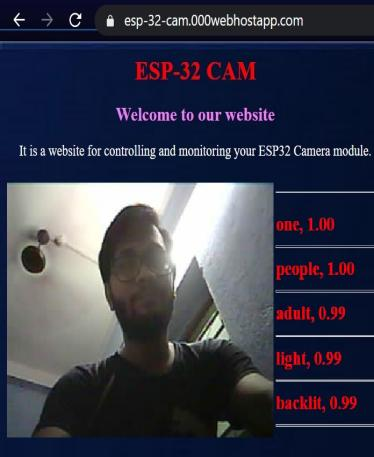 esp-32-cam.000webhostapp.com
ESP-32 CAM
Welcome to our website
It is a website for controlling and monitoring your ESP32 Camera module.
one, 1.00
people, 1.00
adult, 0.99
light, 0.99
backlit, 0.99